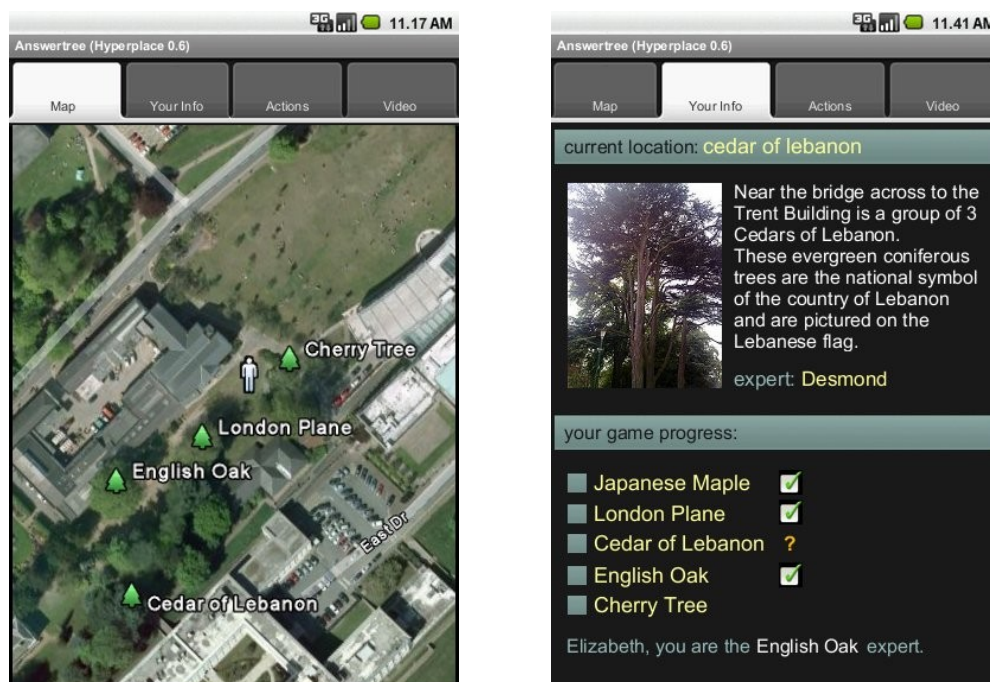 11.17 AM
Answertree (Hyperplace 0.6)
Map
Your Info
Actions
Video
Cherry Tree
London Plane
English Oak
East Dr
Cedar of Lebanon
11.41 AM
Answertree (Hyperplace 0.6)
Map
Your Info
Actions
Video
current location: cedar of lebanon
Near the bridge across to the
Trent Building is a group of 3
Cedars of Lebanon.
These evergreen coniferous
trees are the national symbol
of the country of Lebanon
and are pictured on the
Lebanese flag.
expert: Desmond
your game progress:
Japanese Maple
London Plane
Cedar of Lebanon ?
English Oak
Cherry Tree
Elizabeth, you are the English Oak expert.